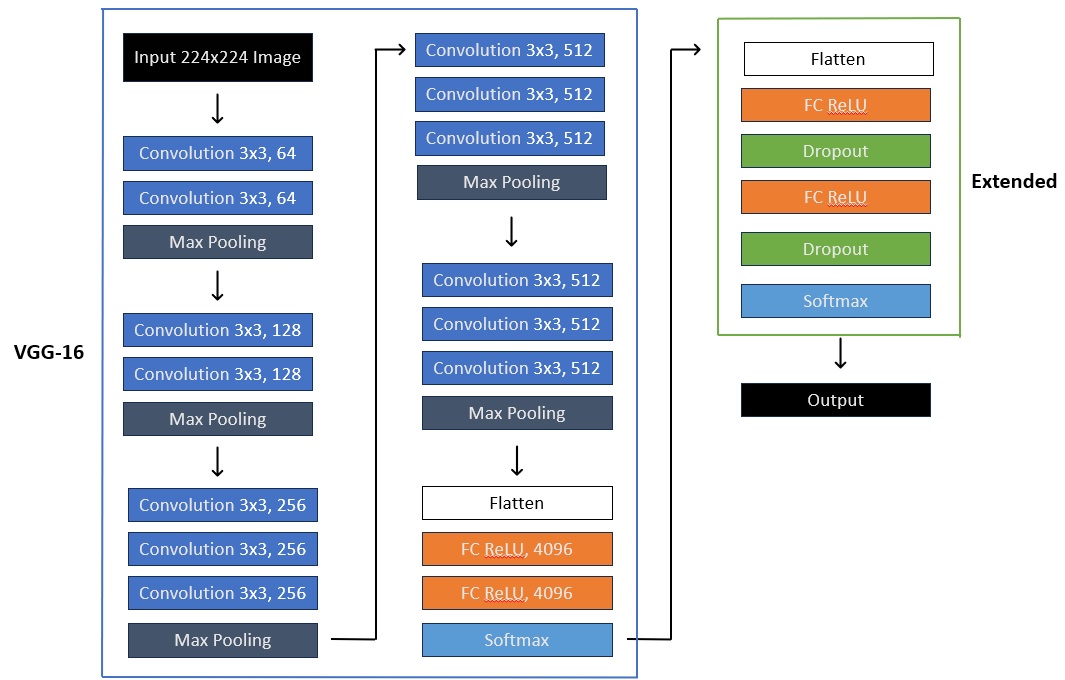 VGG-16
Input 224x224 Image
Convolution 3x3, 64
Convolution 3x3, 64
Max Pooling
Convolution 3x3, 128
Convolution 3x3, 128
Max Pooling
Convolution 3x3, 256
Convolution 3x3, 256
Convolution 3x3, 256
Max Pooling
Convolution 3x3, 512
Convolution 3x3, 512
Convolution 3x3, 512
Max Pooling
Convolution 3x3, 512
Convolution 3x3, 512
Convolution 3x3, 512
Max Pooling
Flatten
FC ReLU, 4096
FC ReLU, 4096
Softmax
Extended
Flatten
FC ReLU
Dropout
FC ReLU
Dropout
Softmax
Output